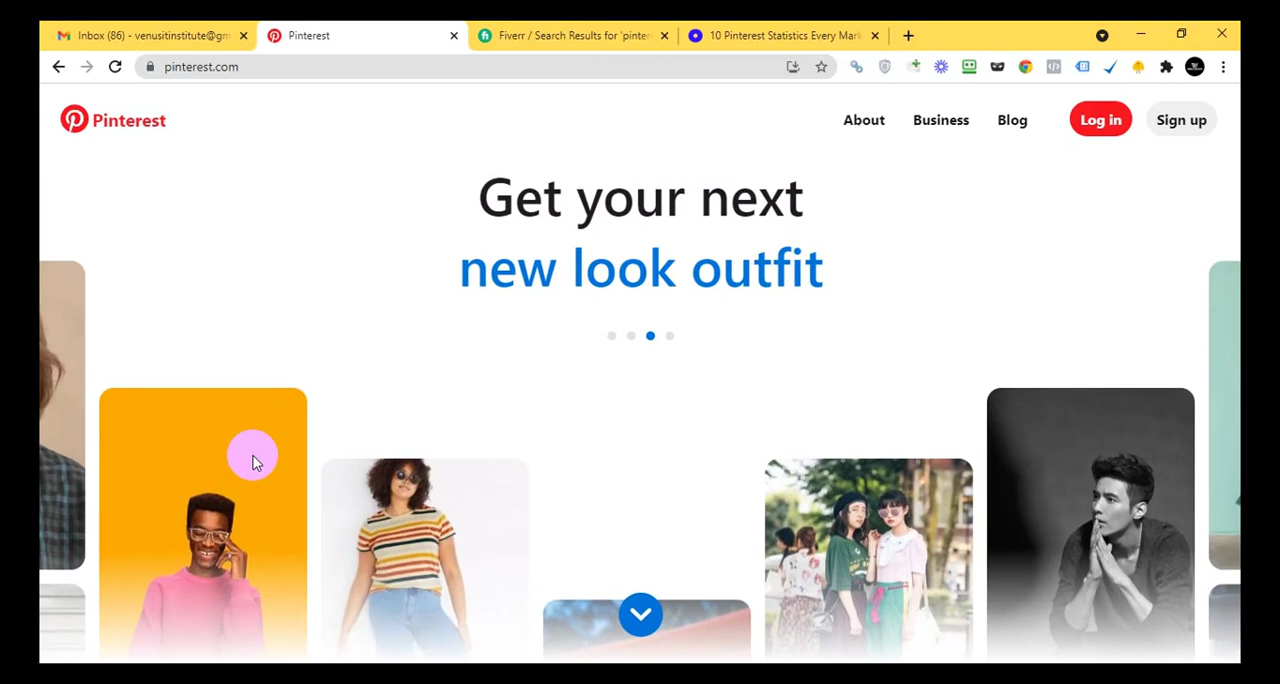 Inbox (86) - venusitinstitute@gm
Pinterest
Fiverr / Search Results for 'pinter
10 Pinterest Statistics Every Mark
pinterest.com
Pinterest
About
Business
Blog
Log in
Sign up
Get your next
new look outfit